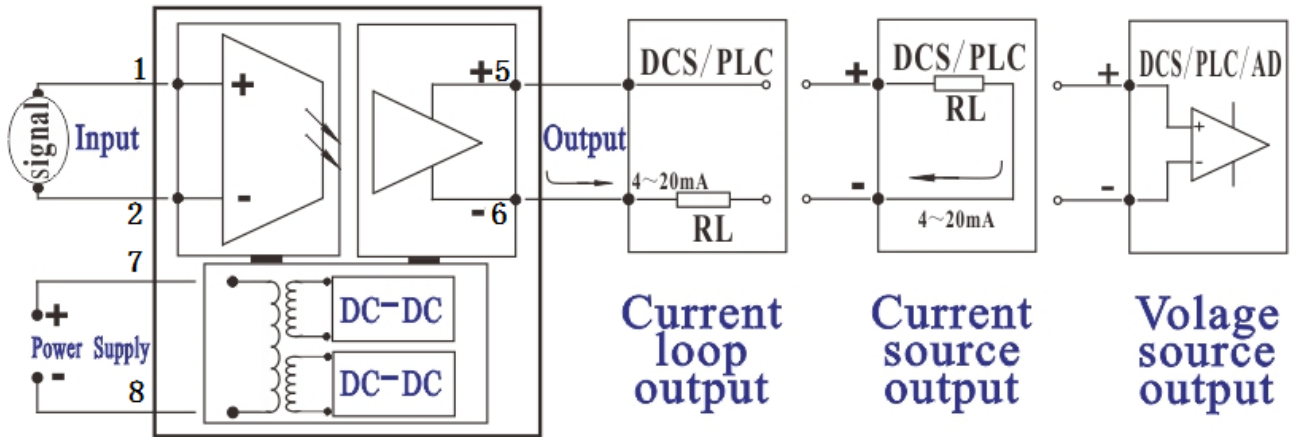 1
+
signal
Input
-
2
7
+
Power Supply
-
8
+
-
DC-DC
DC-DC
+5
-6
Output
DCS/PLC
4~20mA
RL
Current
loop
output
+
DCS/PLC
RL
-
4~20mA
Current
source
output
+
DCS/PLC/AD
+
-
-
Volage
source
output